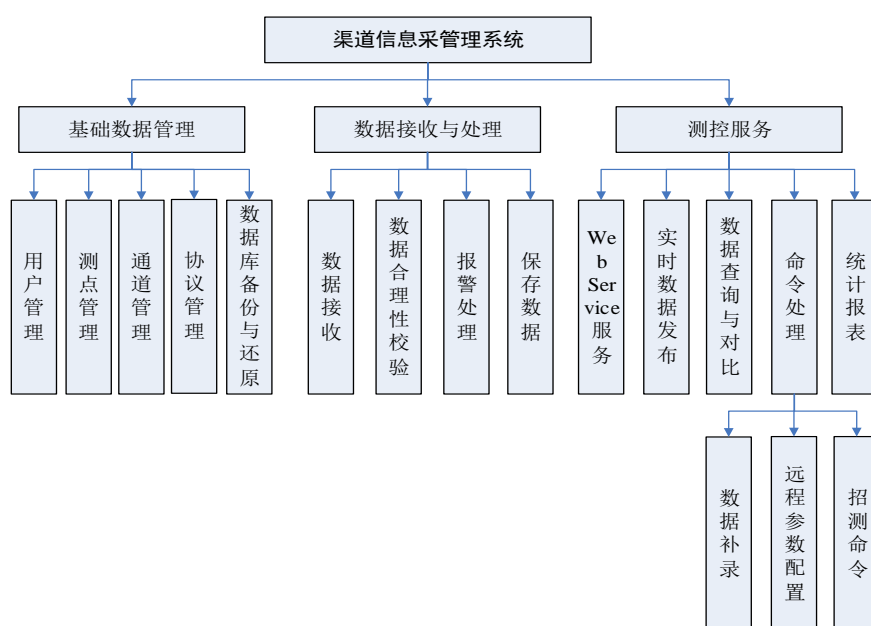 渠道信息采管理系统
基础数据管理
数据接收与处理
测控服务
用户管理
测点管理
通道管理
协议管理
数据库备份与还原
数据接收
数据合理性校验
报警处理
保存数据
Web Service服务
实时数据发布
数据查询与对比
命令处理
统计报表
数据补录
远程参数配置
招测命令